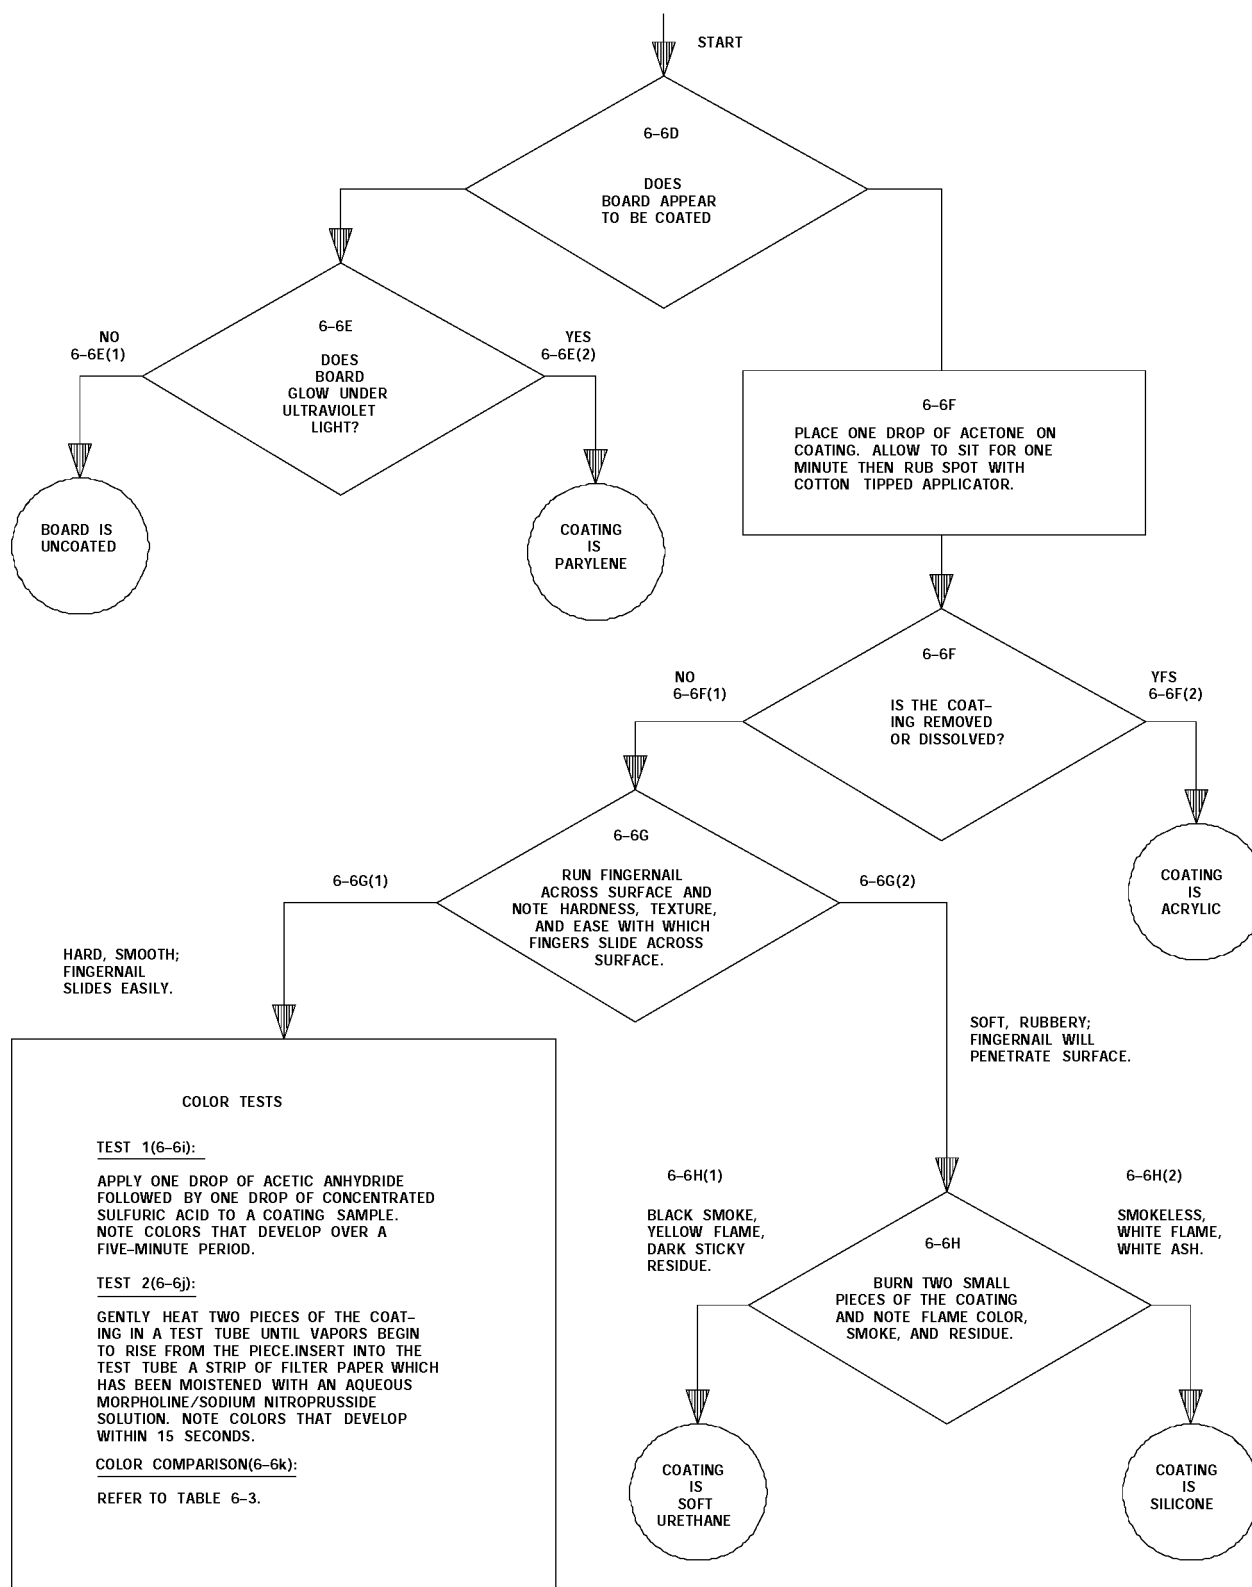 START
6–6D
DOES
BOARD APPEAR
TO BE COATED
NO
6–6E(1)
6–6E
DOES
BOARD
GLOW UNDER
ULTRAVIOLET
LIGHT?
YES
6–6E(2)
BOARD IS
UNCOATED
COATING
IS
PARYLENE
6–6F
PLACE ONE DROP OF ACETONE ON
COATING. ALLOW TO SIT FOR ONE
MINUTE THEN RUB SPOT WITH
COTTON TIPPED APPLICATOR.
NO
6–6F(1)
6–6F
IS THE COAT–
ING REMOVED
OR DISSOLVED?
YFS
6–6F(2)
COATING
IS
ACRYLIC
6–6G(1)
6–6G
RUN FINGERNAIL
ACROSS SURFACE AND
NOTE HARDNESS, TEXTURE,
AND EASE WITH WHICH
FINGERS SLIDE ACROSS
SURFACE.
6–6G(2)
HARD, SMOOTH;
FINGERNAIL
SLIDES EASILY.
SOFT, RUBBERY;
FINGERNAIL WILL
PENETRATE SURFACE.
COLOR TESTS
TEST 1(6–6i):
APPLY ONE DROP OF ACETIC ANHYDRIDE
FOLLOWED BY ONE DROP OF CONCENTRATED
SULFURIC ACID TO A COATING SAMPLE.
NOTE COLORS THAT DEVELOP OVER A
FIVE–MINUTE PERIOD.
TEST 2(6–6j):
GENTLY HEAT TWO PIECES OF THE COAT–
ING IN A TEST TUBE UNTIL VAPORS BEGIN
TO RISE FROM THE PIECE.INSERT INTO THE
TEST TUBE A STRIP OF FILTER PAPER WHICH
HAS BEEN MOISTENED WITH AN AQUEOUS
MORPHOLINE/SODIUM NITROPRUSSIDE
SOLUTION. NOTE COLORS THAT DEVELOP
WITHIN 15 SECONDS.
COLOR COMPARISON(6–6k):
REFER TO TABLE 6–3.
6–6H(1)
BLACK SMOKE,
YELLOW FLAME,
DARK STICKY
RESIDUE.
6–6H
BURN TWO SMALL
PIECES OF THE COATING
AND NOTE FLAME COLOR,
SMOKE, AND RESIDUE.
6–6H(2)
SMOKELESS,
WHITE FLAME,
WHITE ASH.
COATING
IS
SOFT
URETHANE
COATING
IS
SILICONE